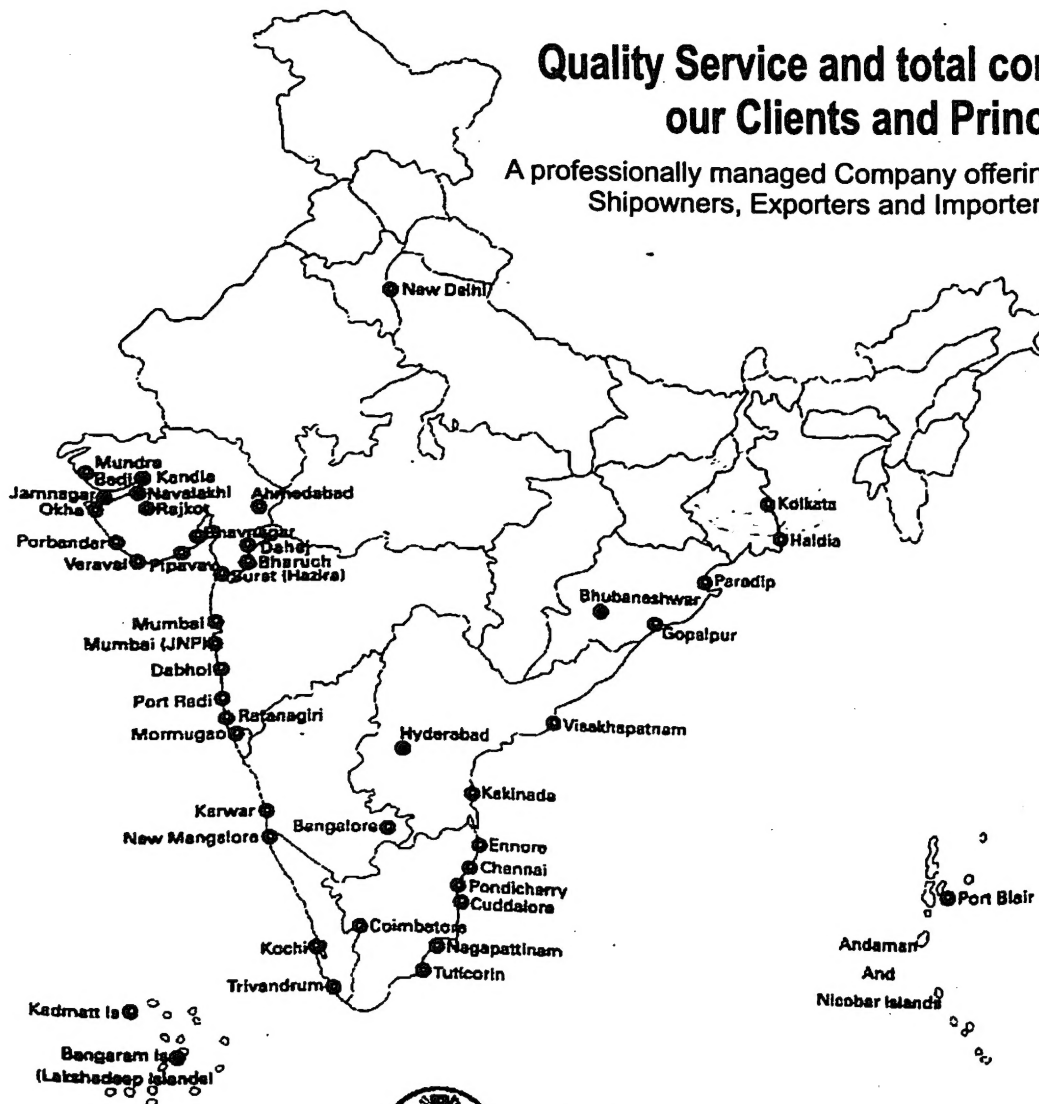 Quality Service and total co
our Clients and Princ
A professionally managed Company offerin
Shipowners, Exporters and Importer
New Delhi
Mundra
Bedi
Kandla
Jamnagar
Navalakhi
Ahmedabad
Okha
Rajkot
Kolkata
Bhavnagar
Porbandar
Dahej
Haldia
Veraval
Pipavav
Bharuch
Surat (Hazira)
Paradip
Bhubaneshwar
Mumbai
Gopalpur
Mumbai (JNP)
Dabhol
Port Redi
Ratanagiri
Visakhapatnam
Mormugao
Hyderabad
Kakinada
Karwar
Bangalore
New Mangalore
Ennore
Chennai
Pondicherry
Cuddalore
Port Blair
Coimbatore
Kochi
Nagapattinam
Andaman
Tuticorin
And
Trivandrum
Nicobar Islands
Kadmatt Is
Bangaram Is
(Lakshadeep Islands)